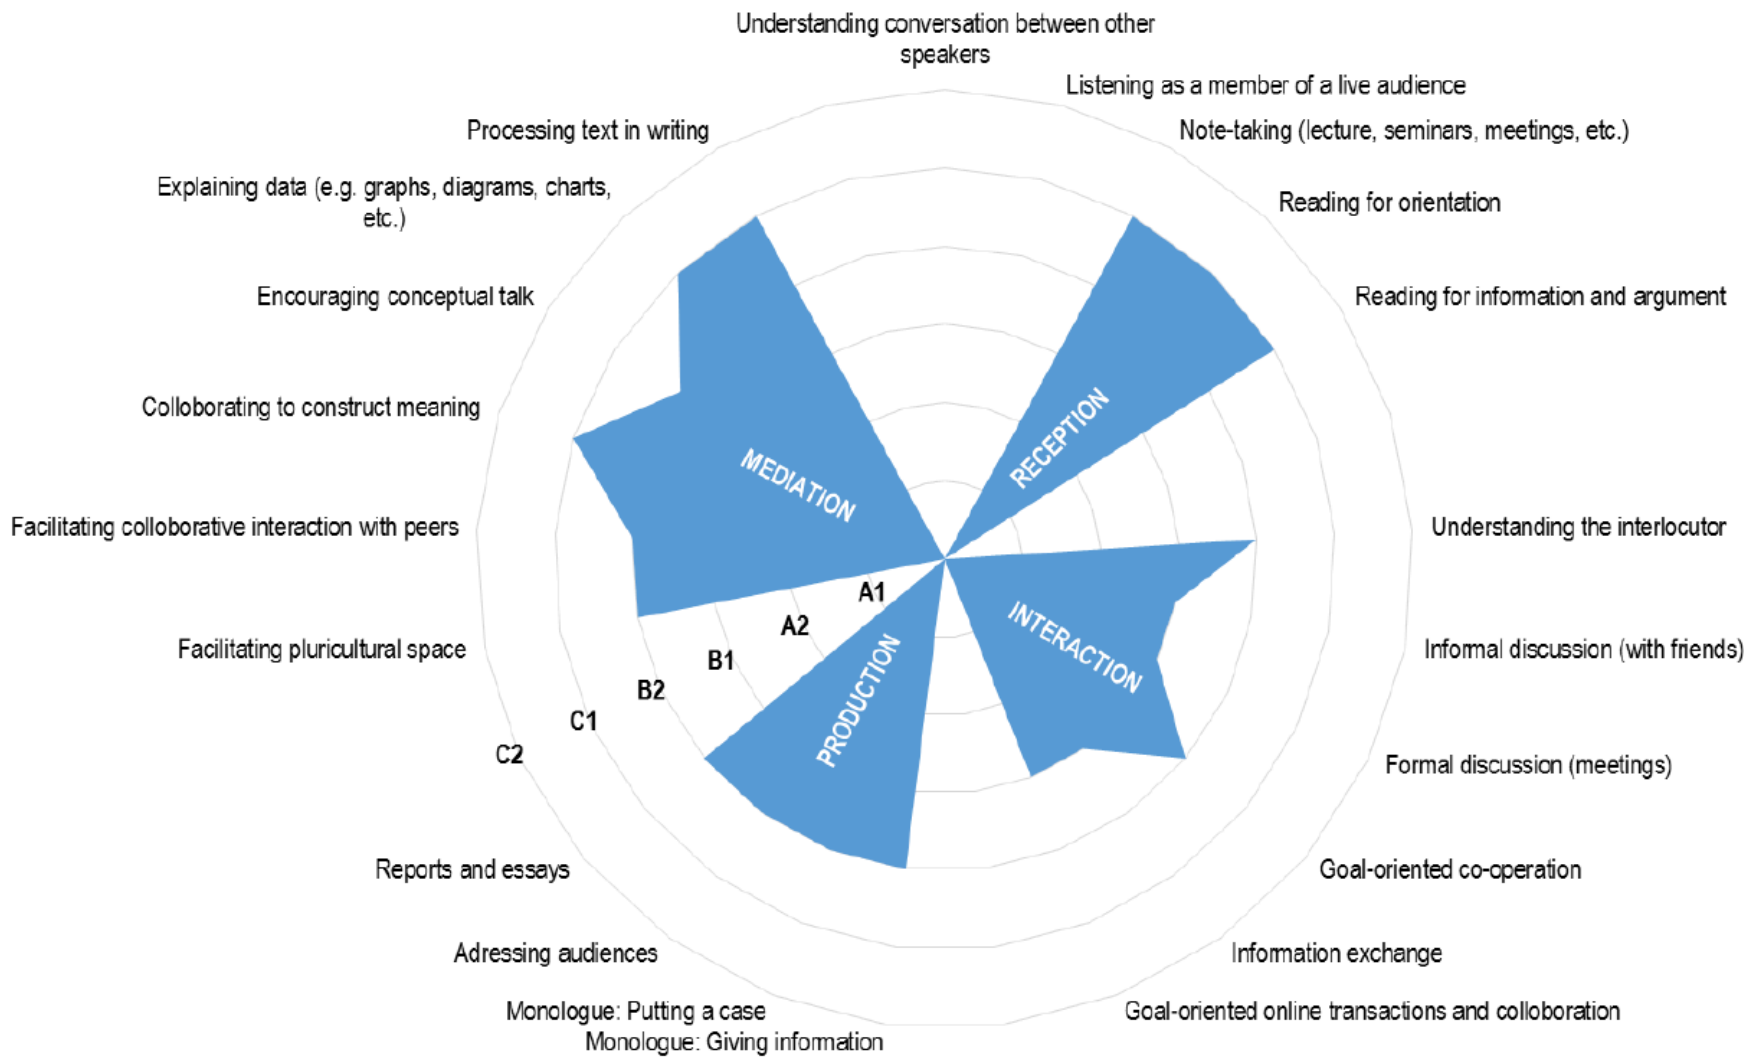 Understanding conversation between other
speakers
Listening as a member of a live audience
Note-taking (lecture, seminars, meetings, etc.)
Reading for orientation
Reading for information and argument
Understanding the interlocutor
Informal discussion (with friends)
Formal discussion (meetings)
Goal-oriented co-operation
Information exchange
Goal-oriented online transactions and colloboration
Monologue: Giving information
Monologue: Putting a case
Adressing audiences
Reports and essays
Facilitating pluricultural space
Facilitating colloborative interaction with peers
Colloborating to construct meaning
Encouraging conceptual talk
Explaining data (e.g. graphs, diagrams, charts,
etc.)
Processing text in writing
RECEPTION
INTERACTION
PRODUCTION
MEDIATION
A1
A2
B1
B2
C1
C2